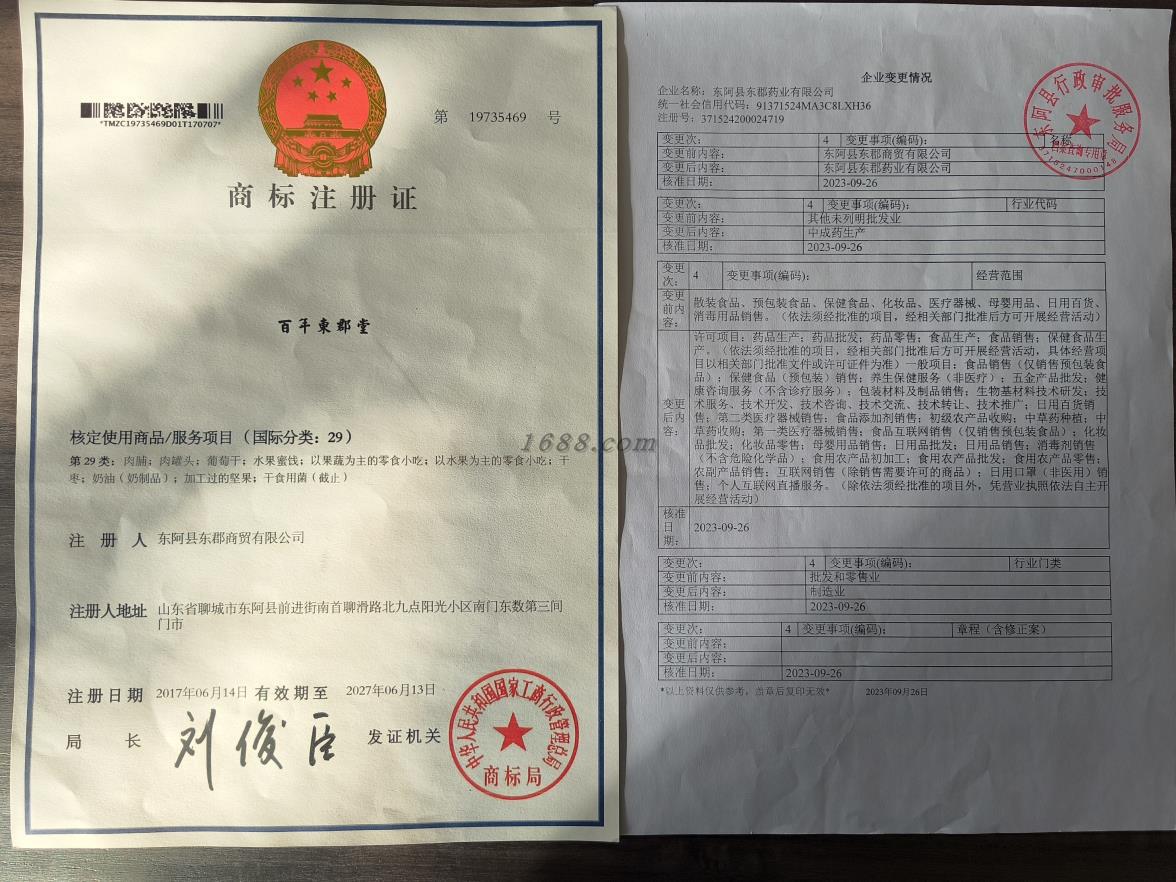 *TMZC19735469D01T170707*
第 19735469 号
商标注册证
百年東郡堂
核定使用商品/服务项目（国际分类：29）
第29类：肉脯；肉罐头；葡萄干；水果蜜饯；以果蔬为主的零食小吃；以水果为主的零食小吃；干
枣；奶油（奶制品）；加工过的坚果；干食用菌（截止）
注册人 东阿县东郡商贸有限公司
注册人地址 山东省聊城市东阿县前进街南首聊滑路北九点阳光小区南门东数第三间
门市
注册日期 2017年06月14日 有效期至 2027年06月13日
局长 刘俊臣 发证机关
中华人民共和国国家工商行政管理总局
商标局
企业变更情况
企业名称：东阿县东郡药业有限公司
统一社会信用代码：91371524MA3C8LXH36
注册号：371524200024719
东阿县行政审批服务局
档案查询专用章
3715247000148
变更次： 4 变更事项(编码)： 名称
变更前内容： 东阿县东郡商贸有限公司
变更后内容： 东阿县东郡药业有限公司
核准日期： 2023-09-26
变更次： 4 变更事项(编码)： 行业代码
变更前内容： 其他未列明批发业
变更后内容： 中成药生产
核准日期： 2023-09-26
变更次： 4 变更事项(编码)： 经营范围
变更前内容： 散装食品、预包装食品、保健食品、化妆品、医疗器械、母婴用品、日用百货、
消毒用品销售。（依法须经批准的项目，经相关部门批准后方可开展经营活动）
变更后内容： 许可项目：药品生产；药品批发；药品零售；食品生产；食品销售；保健食品生
产。（依法须经批准的项目，经相关部门批准后方可开展经营活动，具体经营项
目以相关部门批准文件或许可证件为准）一般项目：食品销售（仅销售预包装食
品）；保健食品（预包装）销售；养生保健服务（非医疗）；五金产品批发；健
康咨询服务（不含诊疗服务）；包装材料及制品销售；生物基材料技术研发；技
术服务、技术开发、技术咨询、技术交流、技术转让、技术推广；日用百货销
售；第二类医疗器械销售；食品添加剂销售；初级农产品收购；中草药种植；中
草药收购；第一类医疗器械销售；食品互联网销售（仅销售预包装食品）；化妆
品批发；化妆品零售；母婴用品销售；日用品批发；日用品销售；消毒剂销售
（不含危险化学品）；食用农产品初加工；食用农产品批发；食用农产品零售；
农副产品销售；互联网销售（除销售需要许可的商品）；日用口罩（非医用）销
售；个人互联网直播服务。（除依法须经批准的项目外，凭营业执照依法自主开
展经营活动）
核准日期： 2023-09-26
变更次： 4 变更事项(编码)： 行业门类
变更前内容： 批发和零售业
变更后内容： 制造业
核准日期： 2023-09-26
变更次： 4 变更事项(编码)： 章程（含修正案）
变更前内容：
变更后内容：
核准日期： 2023-09-26
*以上资料仅供参考，盖章后复印无效* 2023年09月26日
1688.com